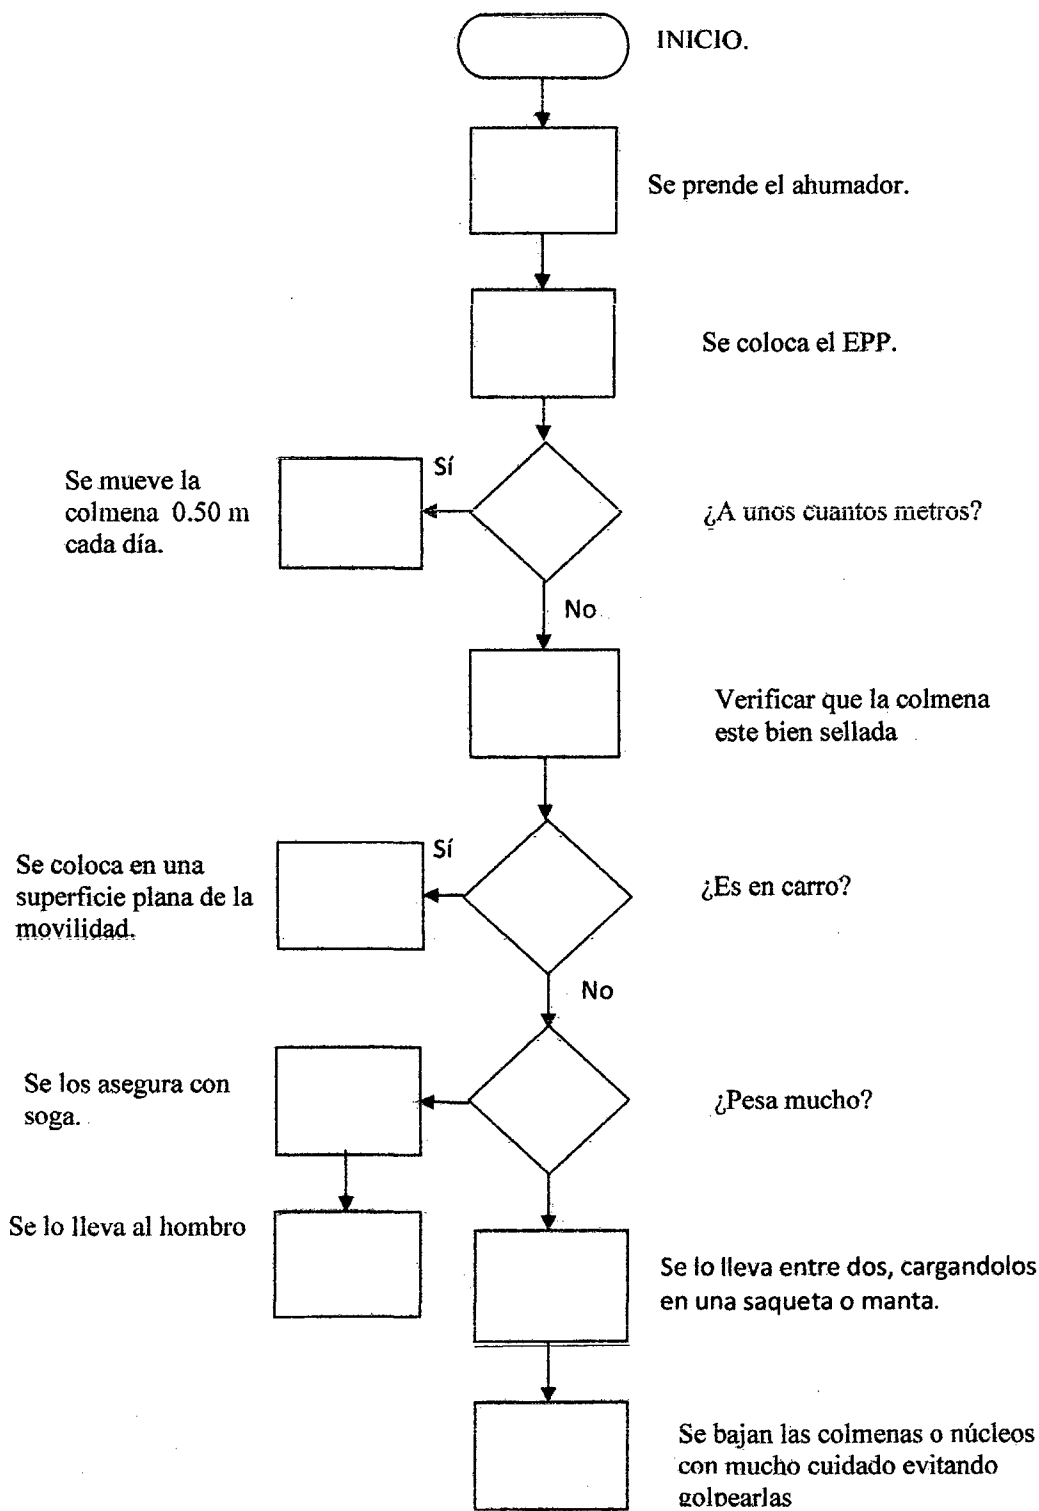 INICIO.
Se prende el ahumador.
Se coloca el EPP.
Sí
Se mueve la
colmena 0.50 m
cada día.
¿A unos cuantos metros?
No
Verificar que la colmena
este bien sellada
Sí
Se coloca en una
superficie plana de la
movilidad.
¿Es en carro?
No
Se los asegura con
soga.
¿Pesa mucho?
Se lo lleva al hombro
Se lo lleva entre dos, cargandolos
en una saqueta o manta.
Se bajan las colmenas o núcleos
con mucho cuidado evitando
golpearlas